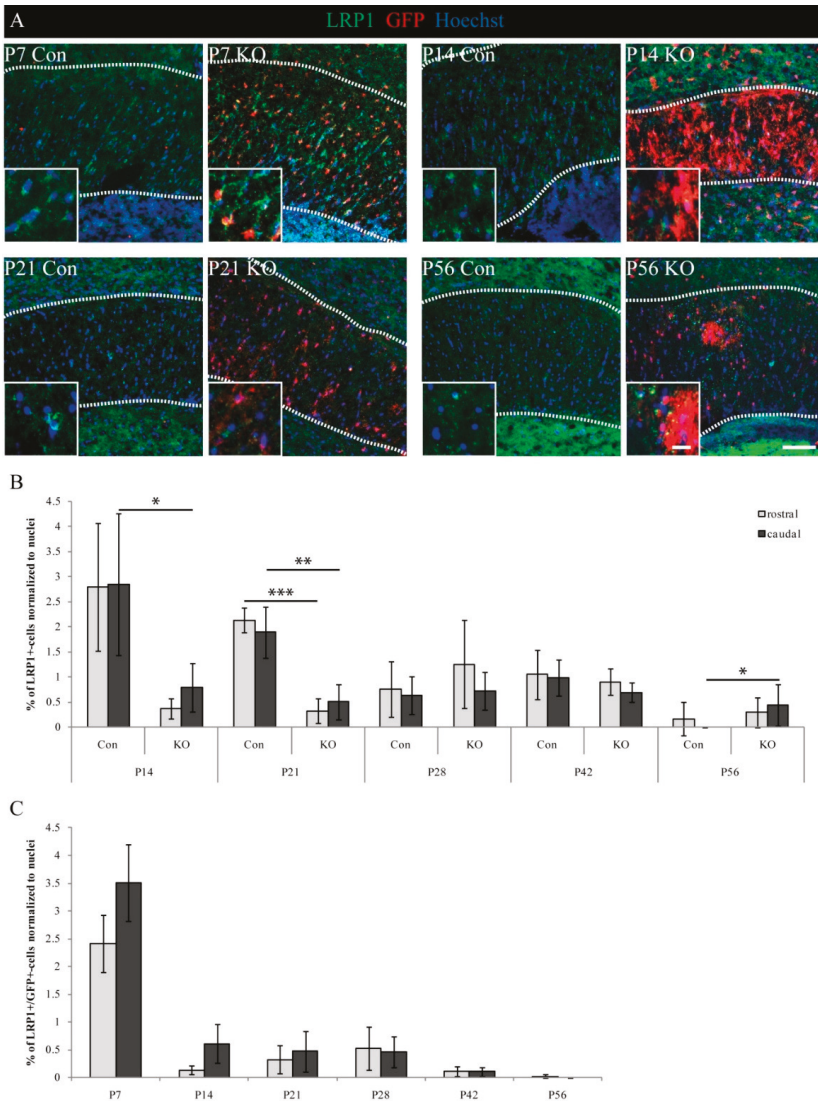 A LRP1 GFP Hoechst
P7 Con P7 KO P14 Con P14 KO
P21 Con P21 KO P56 Con P56 KO
B
% of LRP1+-cells normalized to nuclei
4.5
4
3.5
3
2.5
2
1.5
1
0.5
0
*
**
***
*
rostral
caudal
Con KO Con KO Con KO Con KO Con KO
P14 P21 P28 P42 P56
C
% of LRP1+/GFP+-cells normalized to nuclei
4.5
4
3.5
3
2.5
2
1.5
1
0.5
0
P7 P14 P21 P28 P42 P56